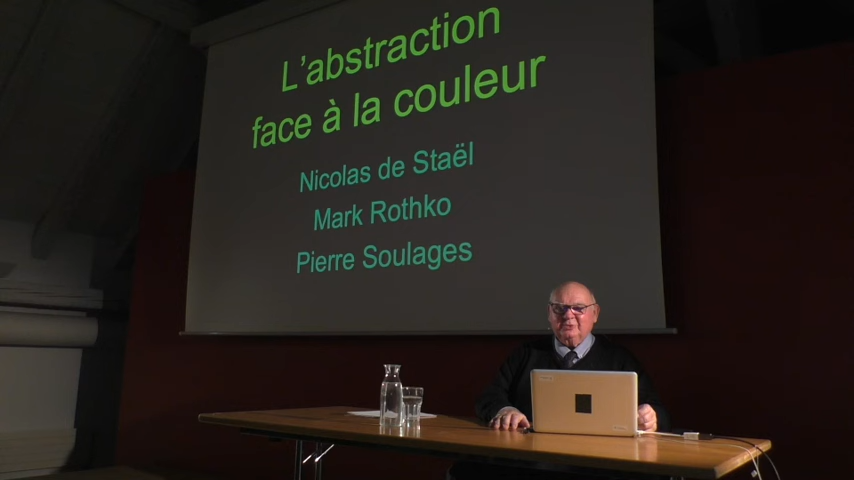 L'abstraction
face à la couleur
Nicolas de Staël
Mark Rothko
Pierre Soulages